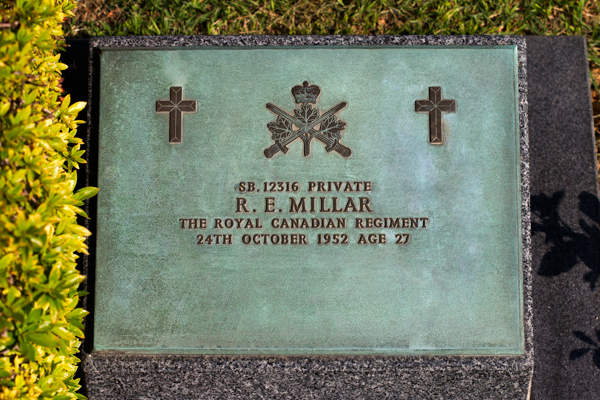 SB. 12316 PRIVATE
R. E. MILLAR
THE ROYAL CANADIAN REGIMENT
24TH OCTOBER 1952 AGE 27